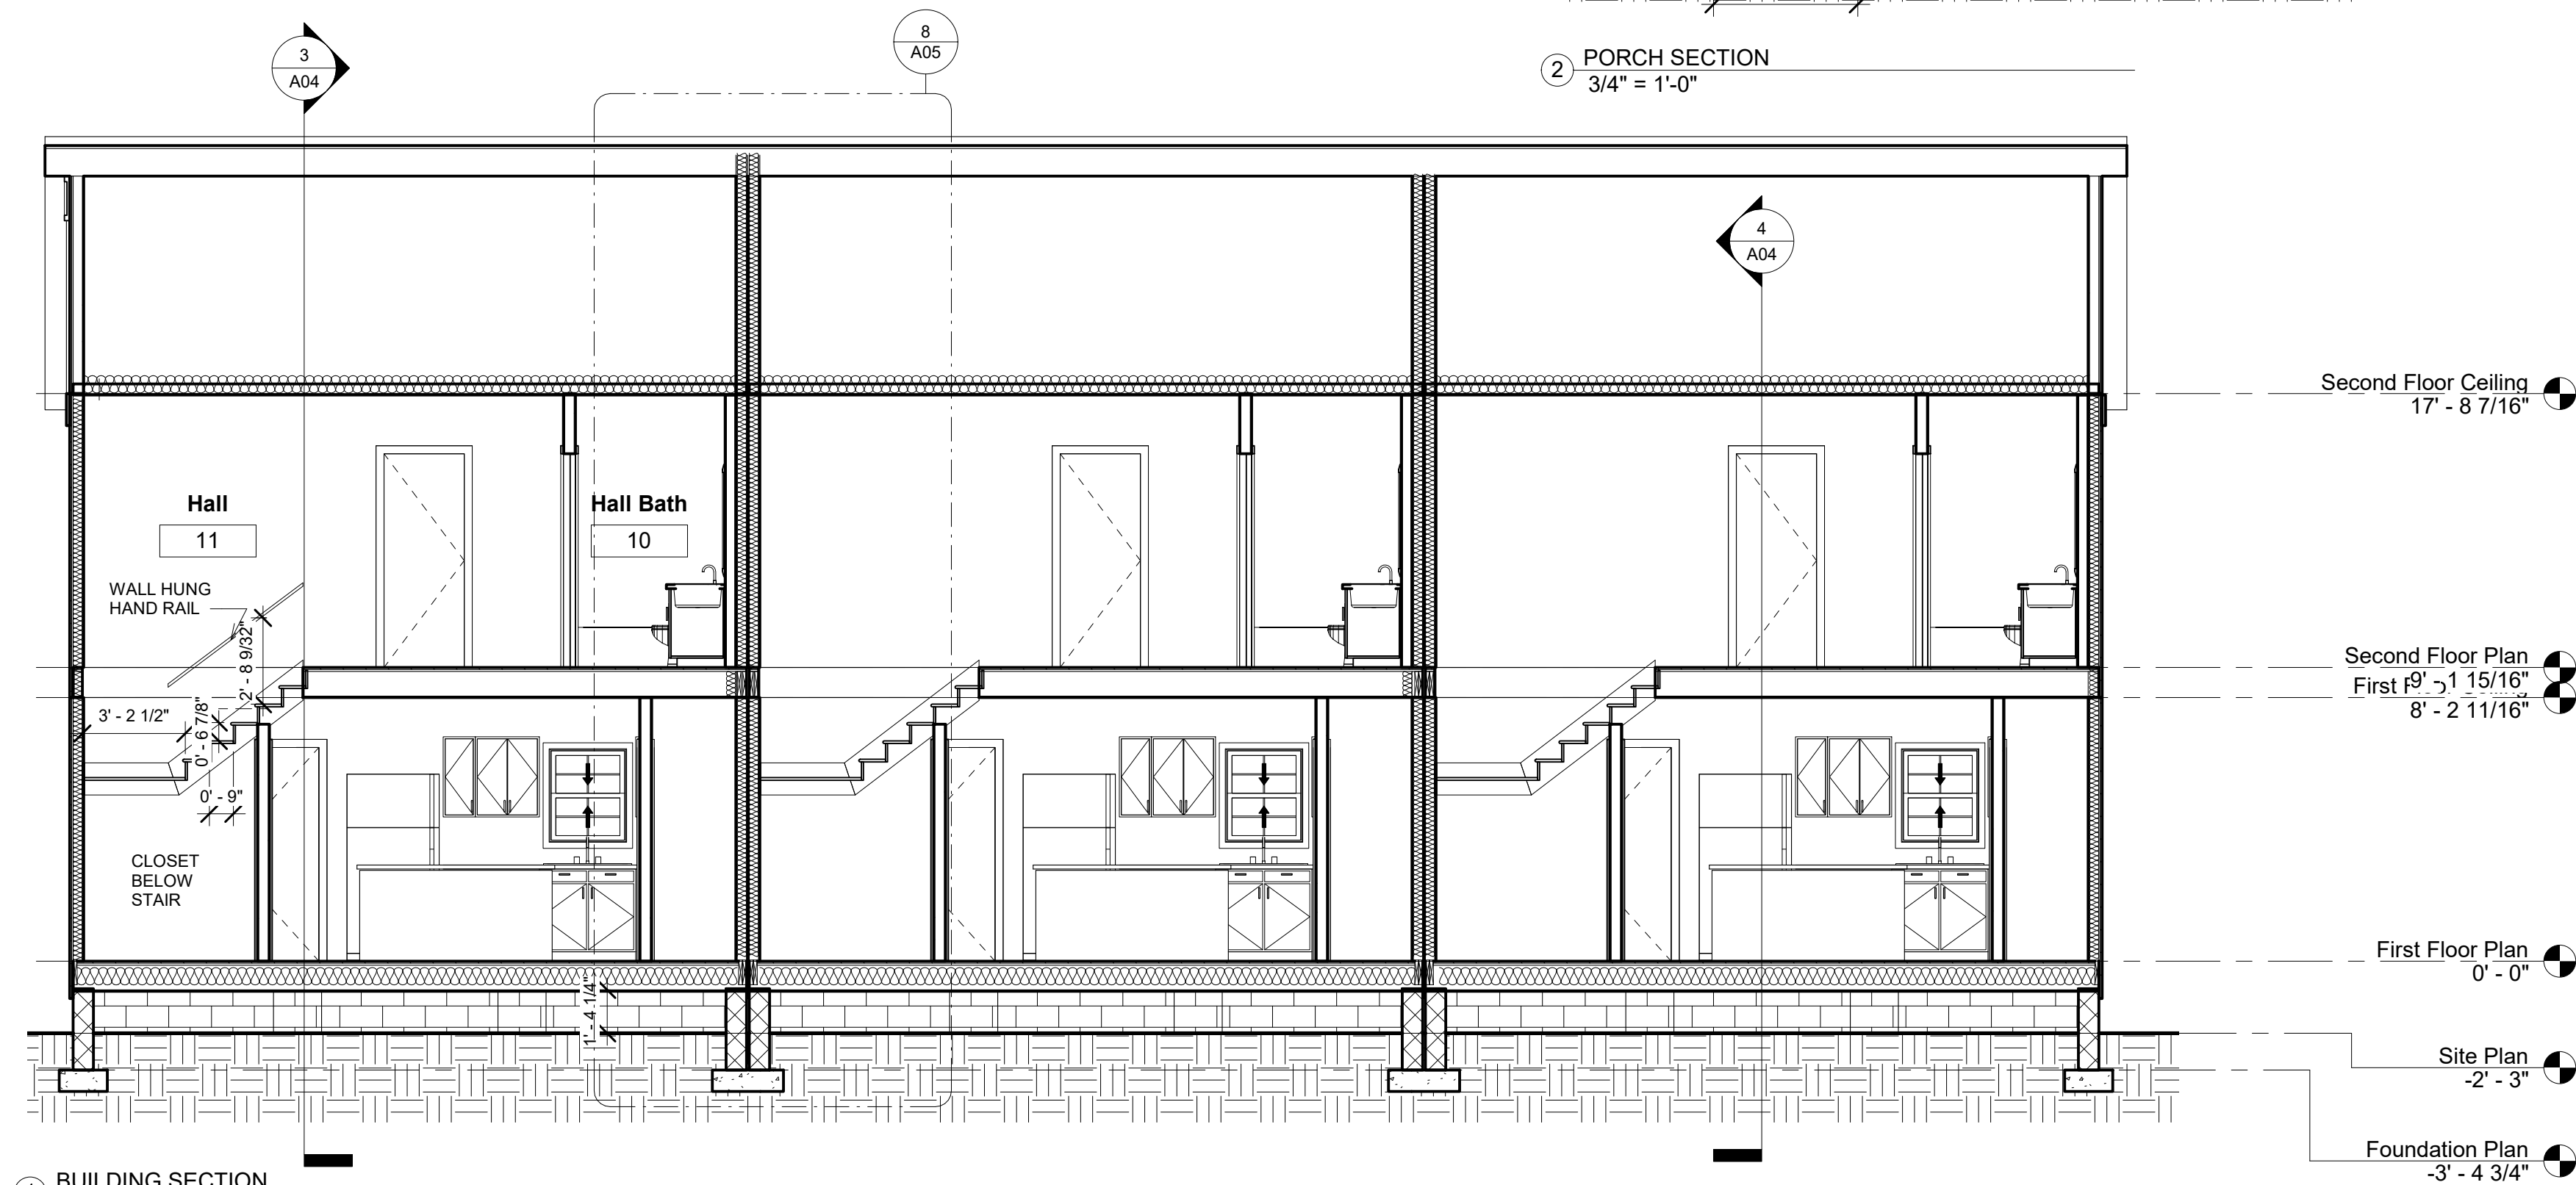 3
A04
8
A05
2
PORCH SECTION
3/4" = 1'-0"
4
A04
Second Floor Ceiling
17' - 8 7/16"
Hall
11
Hall Bath
10
WALL HUNG
HAND RAIL
2' - 8 9/32"
Second Floor Plan
9' - 1 15/16"
First
8' - 2 11/16"
3' - 2 1/2"
0' - 6 7/8"
0' - 9"
CLOSET
BELOW
STAIR
First Floor Plan
0' - 0"
1' - 4 1/4"
Site Plan
-2' - 3"
Foundation Plan
-3' - 4 3/4"
BUILDING SECTION